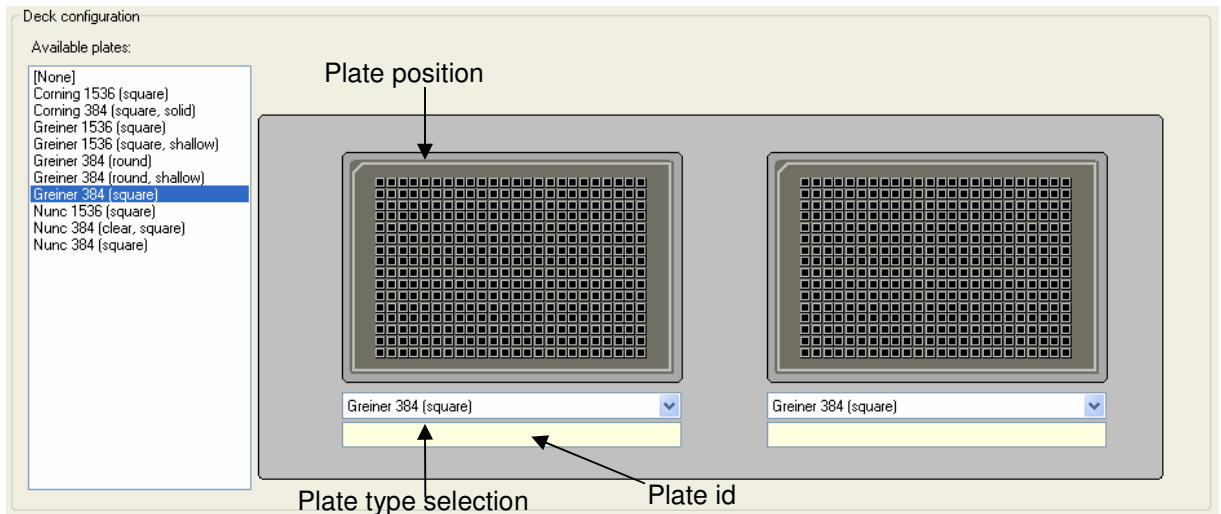 Deck configuration
Available plates:
[None]
Corning 1536 (square)
Corning 384 (square, solid)
Greiner 1536 (square)
Greiner 1536 (square, shallow)
Greiner 384 (round)
Greiner 384 (round, shallow)
Greiner 384 (square)
Nunc 1536 (square)
Nunc 384 (clear, square)
Nunc 384 (square)
Plate position
Greiner 384 (square)
Greiner 384 (square)
Plate type selection
Plate id